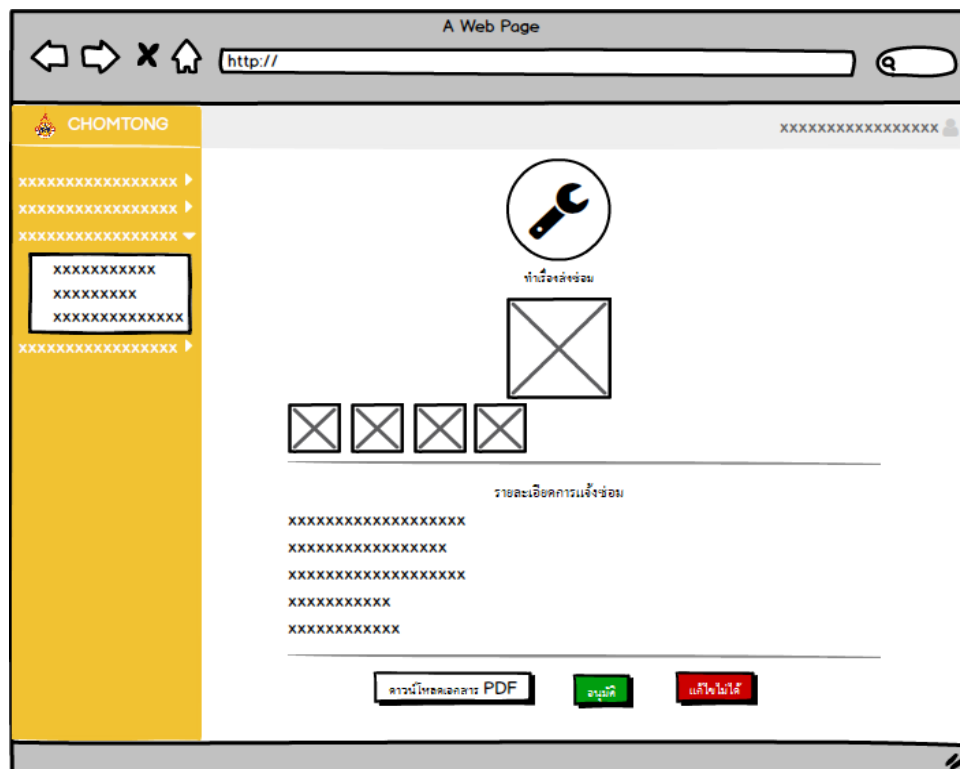 A Web Page
http://
CHOMTONG
xxxxxxxxxxxxxxxxx
xxxxxxxxxxxxxxxxx
xxxxxxxxxxxxxxxxx
xxxxxxxxxxxxxxxxx
xxxxxxxxxxx
xxxxxxxxx
xxxxxxxxxxxxxx
xxxxxxxxxxxxxxxxx
ทำเรื่องส่งซ่อม
รายละเอียดการแจ้งซ่อม
xxxxxxxxxxxxxxxxxxx
xxxxxxxxxxxxxxxxx
xxxxxxxxxxxxxxxxxxx
xxxxxxxxxxx
xxxxxxxxxxxx
ดาวน์โหลดเอกสาร PDF
อนุมัติ
แก้ไขไม่ได้